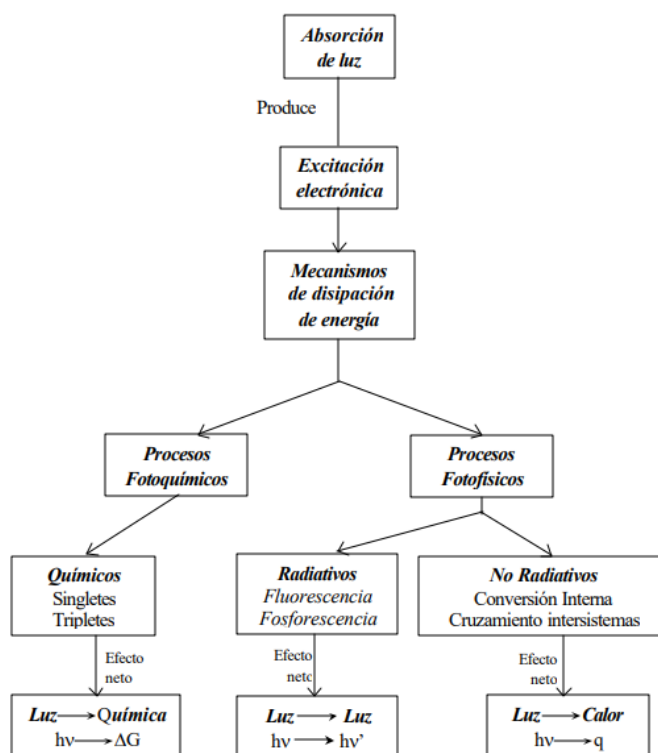 Absorción
de luz
Produce
Excitación
electrónica
Mecanismos
de disipación
de energía
Procesos
Fotoquímicos
Procesos
Fotofísicos
Químicos
Singletes
Tripletes
Radiativos
Fluorescencia
Fosforescencia
No Radiativos
Conversión Interna
Cruzamiento intersistemas
Efecto
neto
Efecto
neto
Efecto
neto
Luz → Química
hν → ΔG
Luz → Luz
hν → hν’
Luz → Calor
hν → q